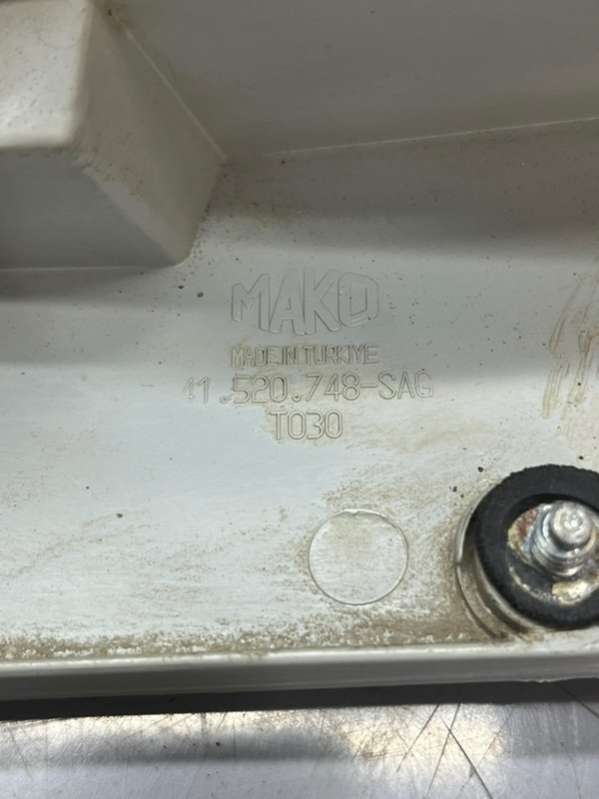 MAKO
MADE IN TURKIYE
41.520.748-SAG
T030